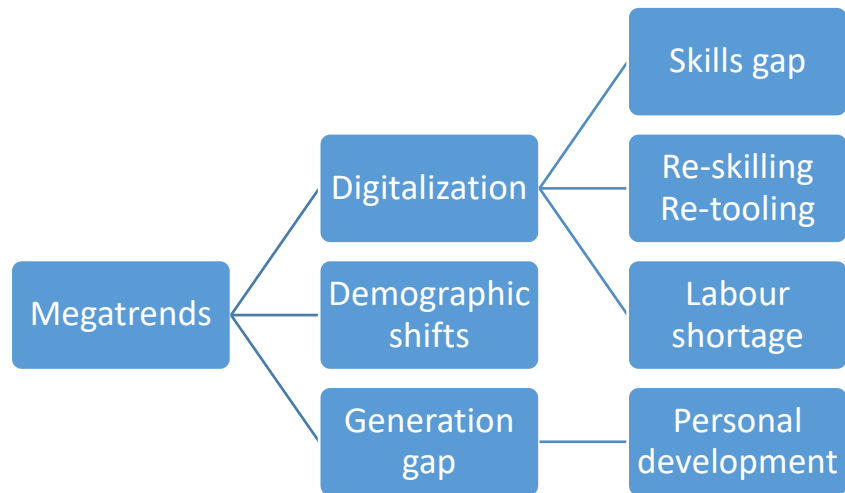 Megatrends
Digitalization
Demographic
shifts
Generation
gap
Skills gap
Re-skilling
Re-tooling
Labour
shortage
Personal
development